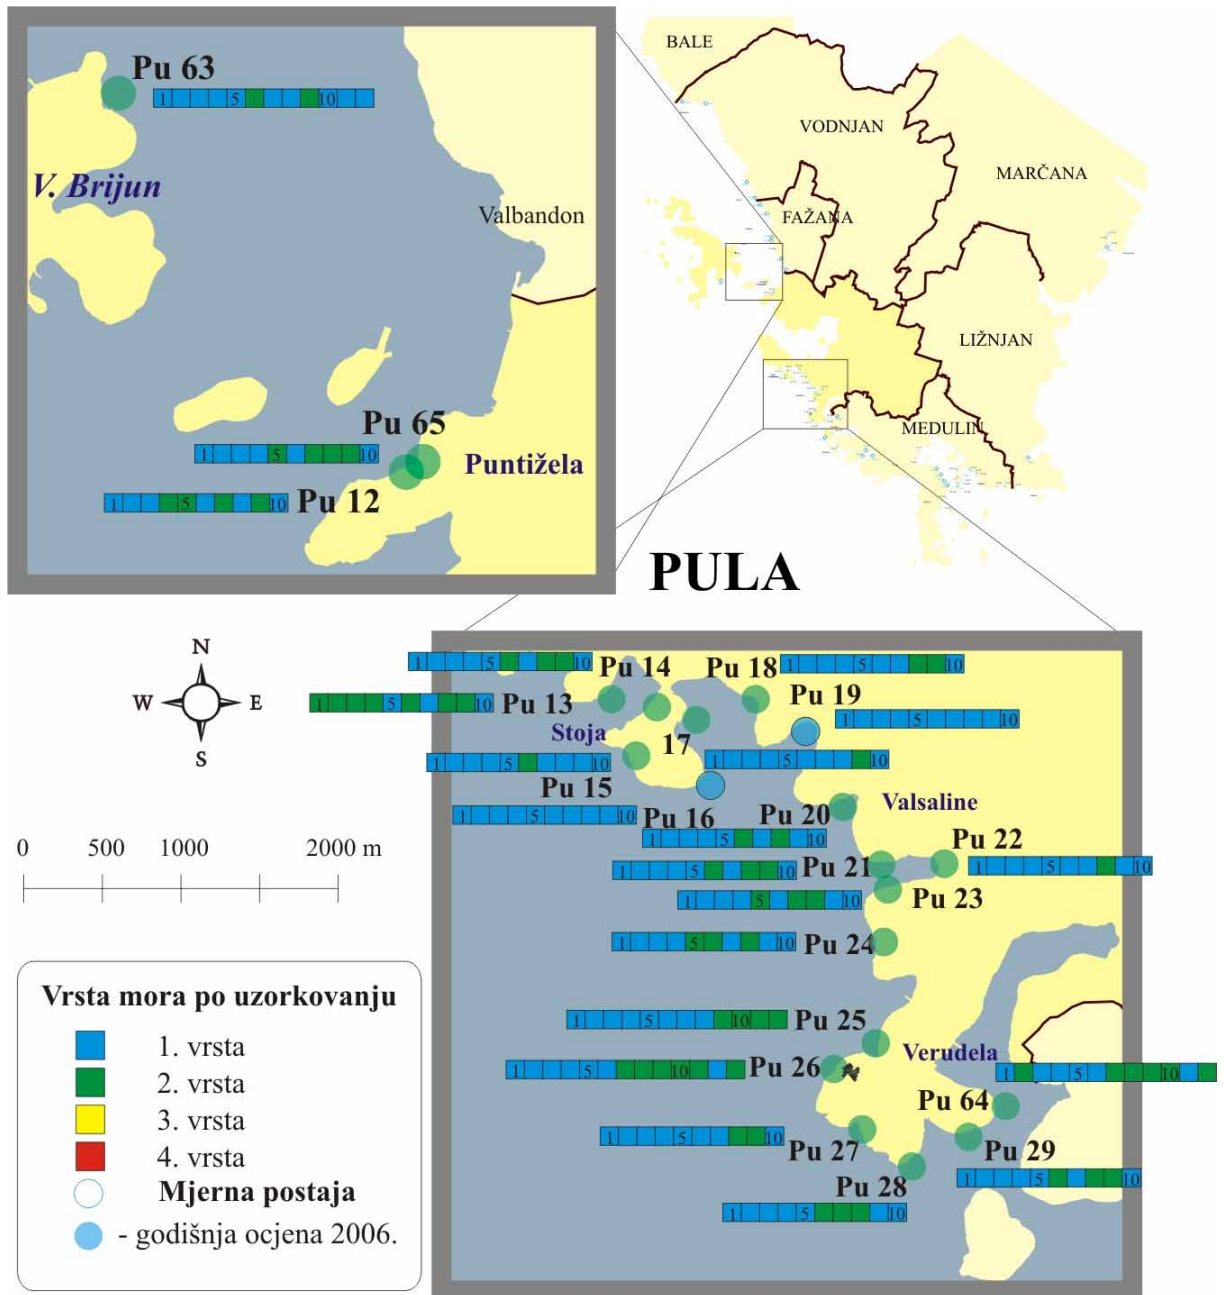 Pu 63
1 5 10
V. Brijun
Valbandon
Pu 65
1 5 10
Puntižela
1 5 10
Pu 12
BALE
VODNJAN
MARČANA
FAŽANA
LIŽNJAN
MEDULIN
PULA
N
W E
S
0 500 1000 2000 m
1 5 10
Pu 14
Pu 18
1 5 10
1 5 10
Pu 13
Pu 19
1 5 10
Stoja
17
1 5 10
1 5 10
Pu 15
1 5 10
Pu 16
Pu 20
Valsaline
1 5 10
Pu 22
1 5 10
Pu 21
1 5 10
1 5 10
Pu 23
1 5 10
Pu 24
1 5 10
Pu 25
Verudela
1 5 10
Pu 26
1 5 10
Pu 64
1 5 10
Pu 27
Pu 29
1 5 10
Pu 28
1 5 10
Vrsta mora po uzorkovanju
1. vrsta
2. vrsta
3. vrsta
4. vrsta
Mjerna postaja
- godišnja ocjena 2006.